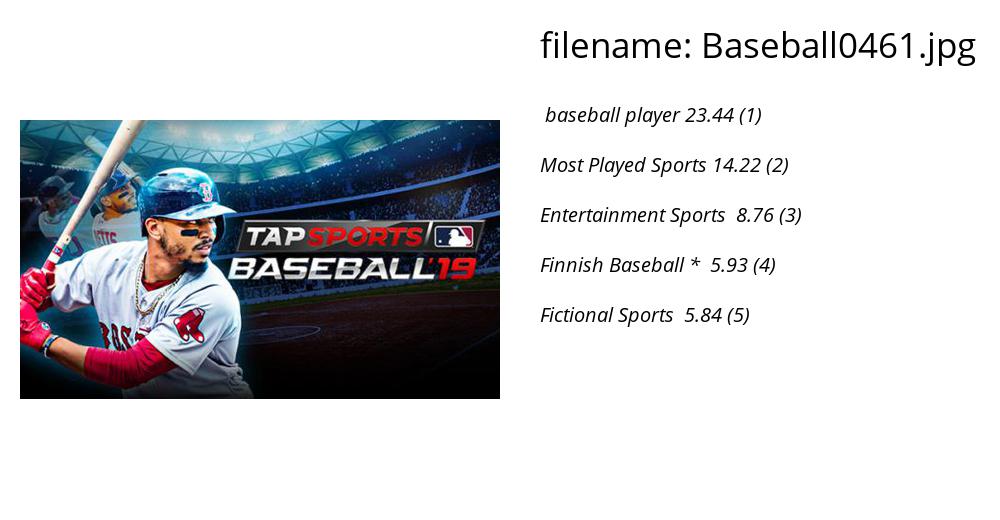 filename: Baseball0461.jpg
baseball player 23.44 (1)
Most Played Sports 14.22 (2)
Entertainment Sports 8.76 (3)
Finnish Baseball * 5.93 (4)
Fictional Sports 5.84 (5)
B
TAP SPORTS
BASEBALL '19